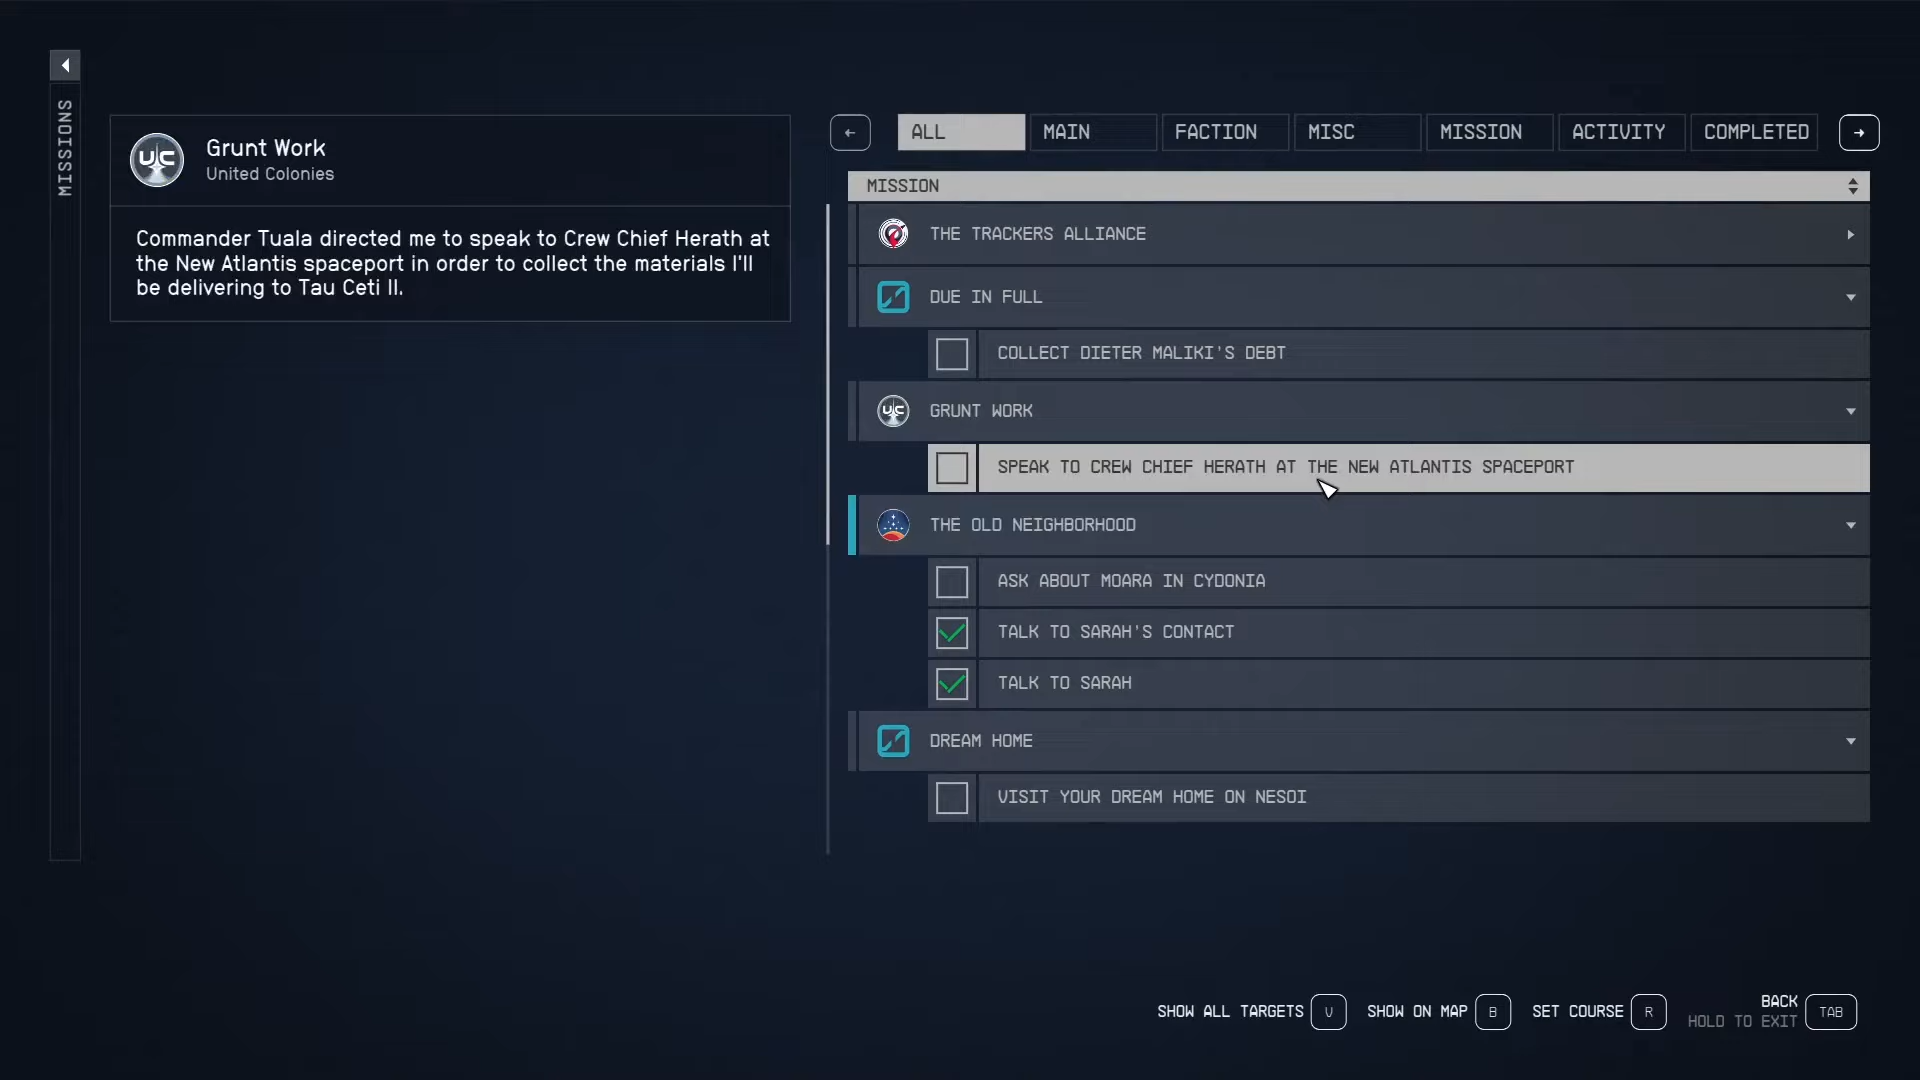 MISSIONS
UC
Grunt Work
United Colonies
Commander Tuala directed me to speak to Crew Chief Herath at
the New Atlantis spaceport in order to collect the materials I'll
be delivering to Tau Ceti II.
ALL
MAIN
FACTION
MISC
MISSION
ACTIVITY
COMPLETED
MISSION
THE TRACKERS ALLIANCE
DUE IN FULL
COLLECT DIETER MALIKI'S DEBT
UC
GRUNT WORK
SPEAK TO CREW CHIEF HERATH AT THE NEW ATLANTIS SPACEPORT
THE OLD NEIGHBORHOOD
ASK ABOUT MOARA IN CYDONIA
TALK TO SARAH'S CONTACT
TALK TO SARAH
DREAM HOME
VISIT YOUR DREAM HOME ON NESOI
SHOW ALL TARGETS V
SHOW ON MAP B
SET COURSE R
BACK
HOLD TO EXIT
TAB